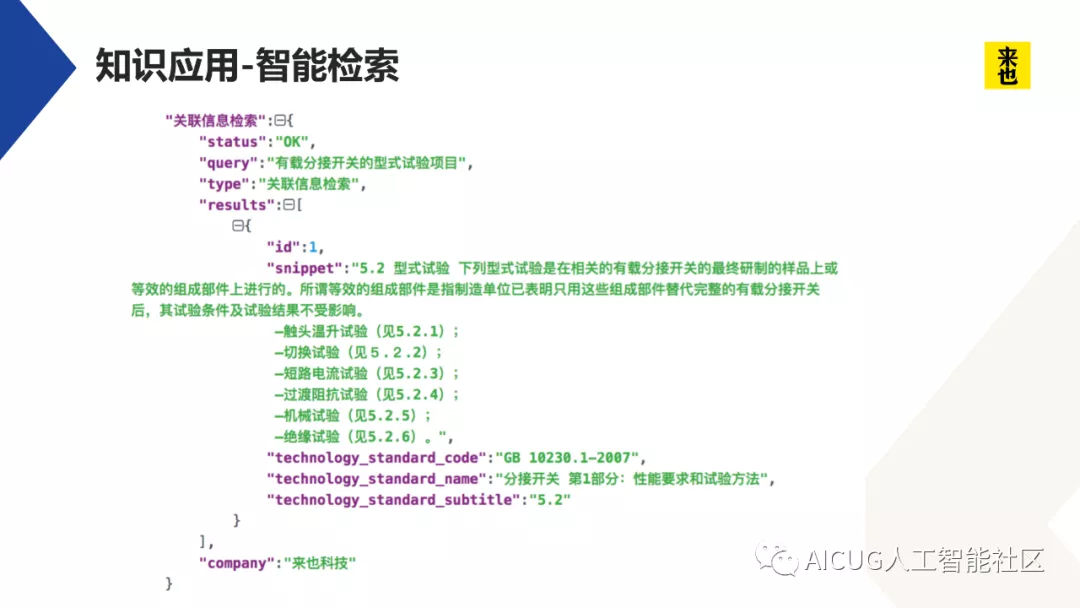 知识应用-智能检索
来也
"关联信息检索":{
"status":"OK",
"query":"有载分接开关的型式试验项目",
"type":"关联信息检索",
"results":[
{
"id":1,
"snippet":"5.2 型式试验 下列型式试验是在相关的有载分接开关的最终研制的样品上或
等效的组成部件上进行的。所谓等效的组成部件是指制造单位已表明只用这些组成部件替代完整的有载分接开关
后，其试验条件及试验结果不受影响。
—触头温升试验（见5.2.1）；
—切换试验（见５.２.2）；
—短路电流试验（见5.2.3）；
—过渡阻抗试验（见5.2.4）；
—机械试验（见5.2.5）；
—绝缘试验（见5.2.6）。",
"technology_standard_code":"GB 10230.1—2007",
"technology_standard_name":"分接开关 第1部分：性能要求和试验方法",
"technology_standard_subtitle":"5.2"
}
],
"company":"来也科技"
}
AICUG人工智能社区